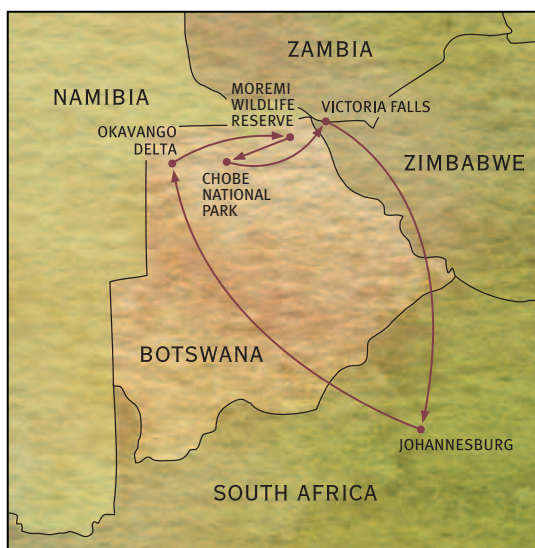 ZAMBIA
NAMIBIA
MOREMI
WILDLIFE
RESERVE
VICTORIA FALLS
OKAVANGO
DELTA
ZIMBABWE
CHOBE
NATIONAL
PARK
BOTSWANA
JOHANNESBURG
SOUTH AFRICA